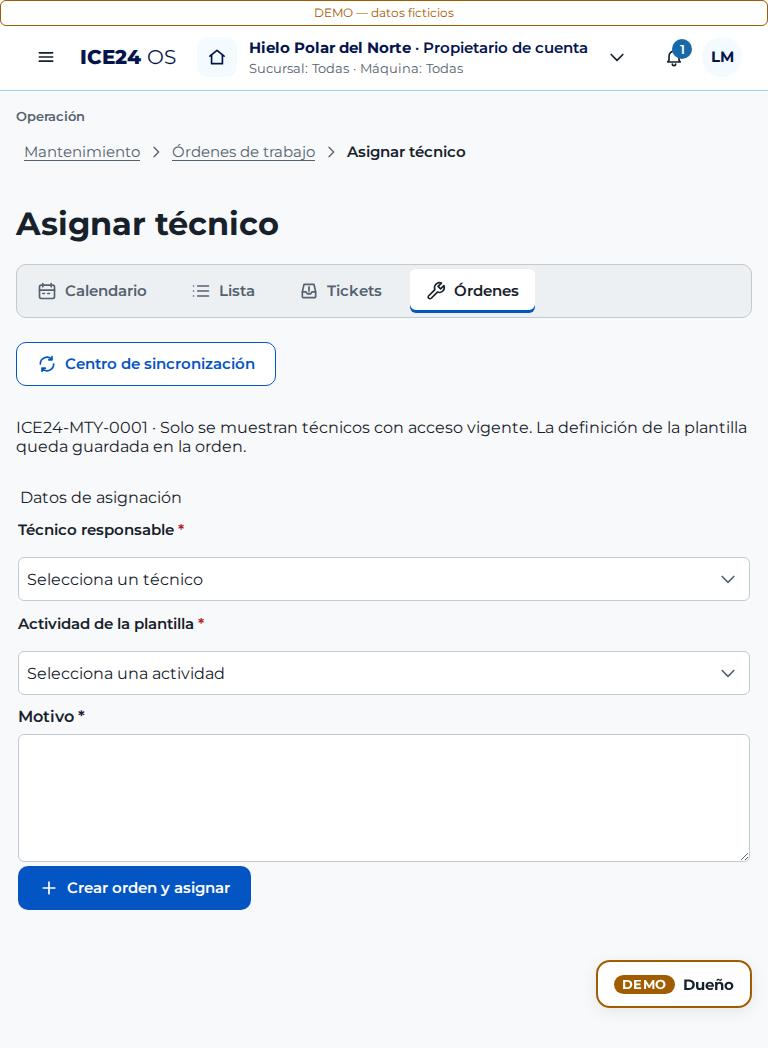 DEMO — datos ficticios
ICE24 OS
Hielo Polar del Norte · Propietario de cuenta
Sucursal: Todas · Máquina: Todas
1
LM
Operación
Mantenimiento > Órdenes de trabajo > Asignar técnico
Asignar técnico
Calendario
Lista
Tickets
Órdenes
Centro de sincronización
ICE24-MTY-0001 · Solo se muestran técnicos con acceso vigente. La definición de la plantilla
queda guardada en la orden.
Datos de asignación
Técnico responsable *
Selecciona un técnico
Actividad de la plantilla *
Selecciona una actividad
Motivo *
Crear orden y asignar
DEMO Dueño